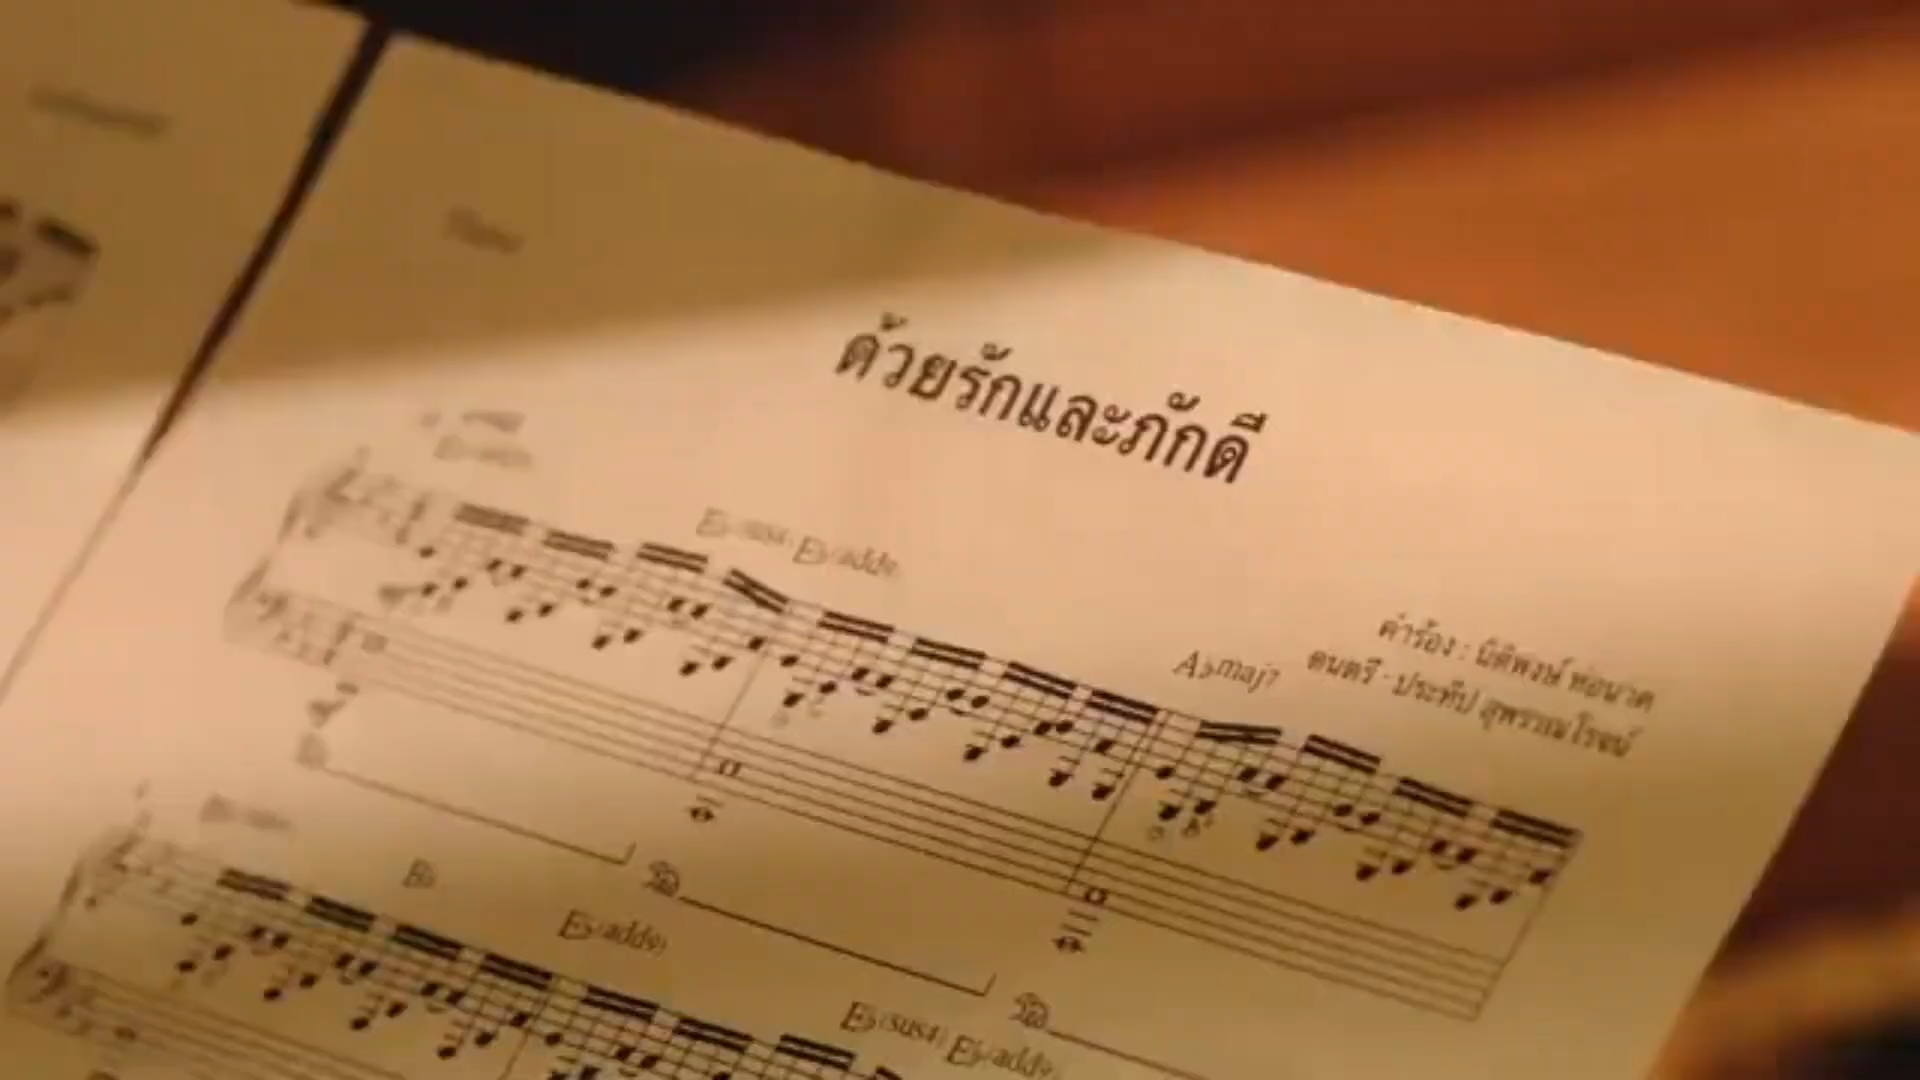 ด้วยรักและภักดี
คำร้อง : นิติพงษ์ ห่อนาค
ดนตรี : ประทีป สุพรรณโรจน์
E♭(sus4) E♭(add9)
A♭maj7
B♭
E♭(add9)
E♭(sus4) E♭(add9)